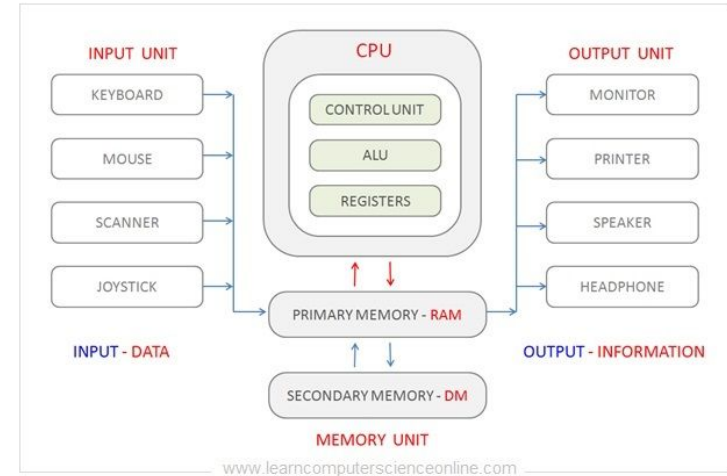 INPUT UNIT
KEYBOARD
MOUSE
SCANNER
JOYSTICK
INPUT - DATA
CPU
CONTROL UNIT
ALU
REGISTERS
PRIMARY MEMORY - RAM
SECONDARY MEMORY - DM
MEMORY UNIT
OUTPUT UNIT
MONITOR
PRINTER
SPEAKER
HEADPHONE
OUTPUT - INFORMATION
www.learncomputerscienceonline.com